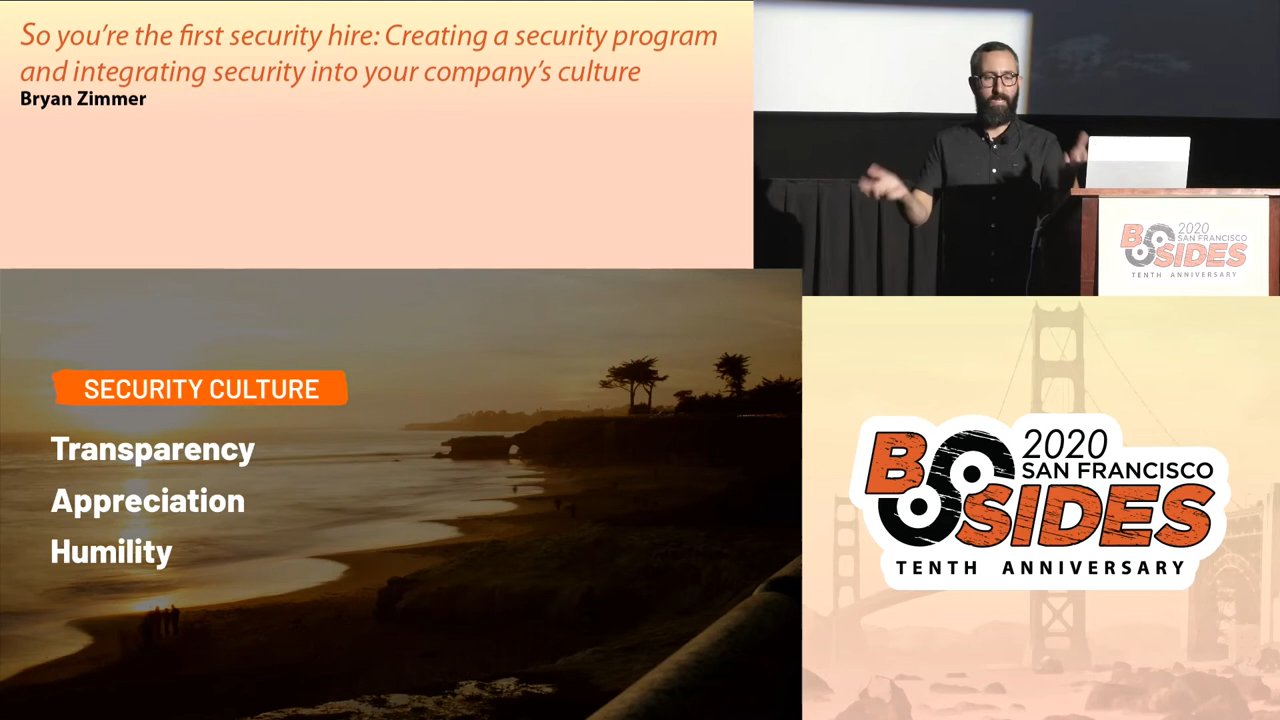 So you're the first security hire: Creating a security program
and integrating security into your company's culture
Bryan Zimmer
2020
SAN FRANCISCO
BSIDES
TENTH ANNIVERSARY
SECURITY CULTURE
Transparency
Appreciation
Humility
2020
SAN FRANCISCO
BSIDES
TENTH ANNIVERSARY